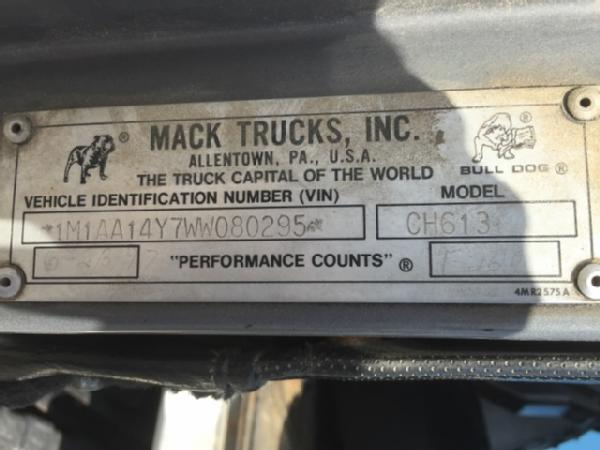 MACK TRUCKS, INC.
ALLENTOWN, PA., U.S.A.
THE TRUCK CAPITAL OF THE WORLD
BULL DOG ®
VEHICLE IDENTIFICATION NUMBER (VIN)
MODEL
*1M1AA14Y7WW080295*
CH613
"PERFORMANCE COUNTS" ®
4MR2575A